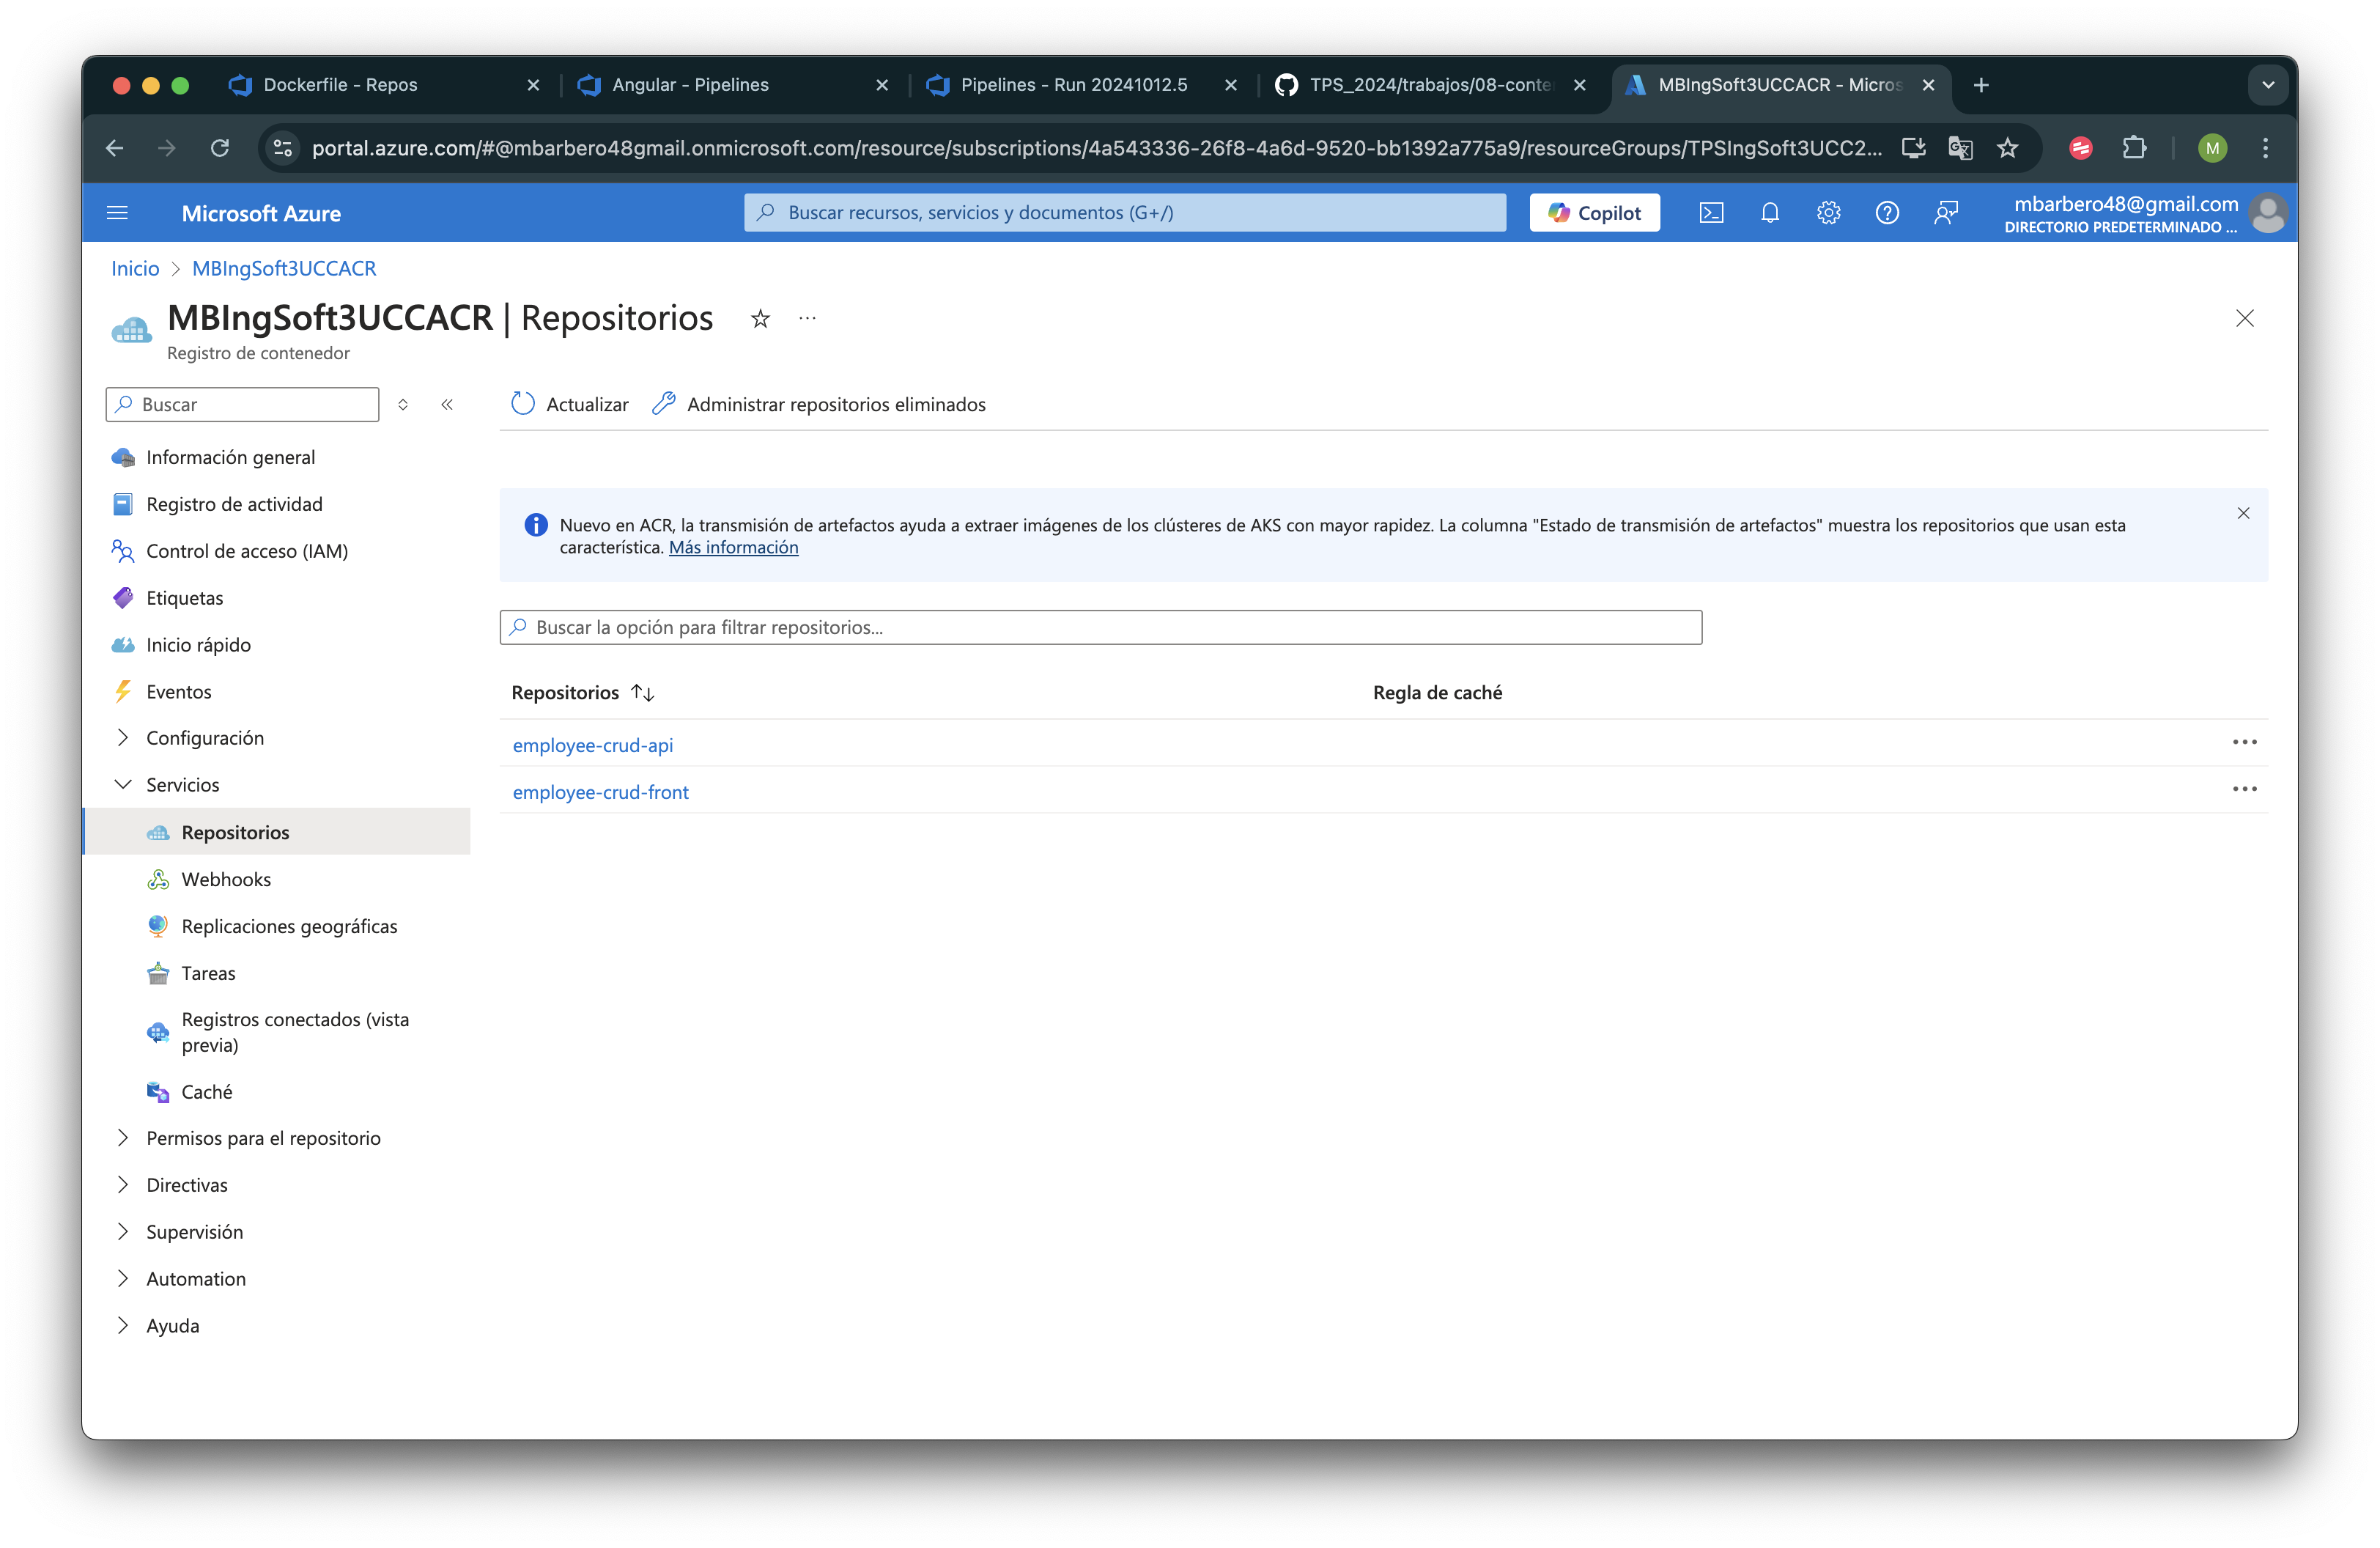 Dockerfile - Repos
Angular - Pipelines
Pipelines - Run 20241012.5
TPS_2024/trabajos/08-conte
MBIngSoft3UCCACR - Micros
portal.azure.com/#@mbarbero48gmail.onmicrosoft.com/resource/subscriptions/4a543336-26f8-4a6d-9520-bb1392a775a9/resourceGroups/TPSIngSoft3UCC2...
M
Microsoft Azure
Buscar recursos, servicios y documentos (G+/)
Copilot
mbarbero48@gmail.com
DIRECTORIO PREDETERMINADO ...
Inicio > MBIngSoft3UCCACR
MBIngSoft3UCCACR | Repositorios
Registro de contenedor
Buscar
Actualizar
Administrar repositorios eliminados
Información general
Registro de actividad
Control de acceso (IAM)
Etiquetas
Inicio rápido
Eventos
Configuración
Servicios
Repositorios
Webhooks
Replicaciones geográficas
Tareas
Registros conectados (vista
previa)
Caché
Permisos para el repositorio
Directivas
Supervisión
Automation
Ayuda
Nuevo en ACR, la transmisión de artefactos ayuda a extraer imágenes de los clústeres de AKS con mayor rapidez. La columna "Estado de transmisión de artefactos" muestra los repositorios que usan esta
característica. Más información
Buscar la opción para filtrar repositorios...
Repositorios
Regla de caché
employee-crud-api
employee-crud-front